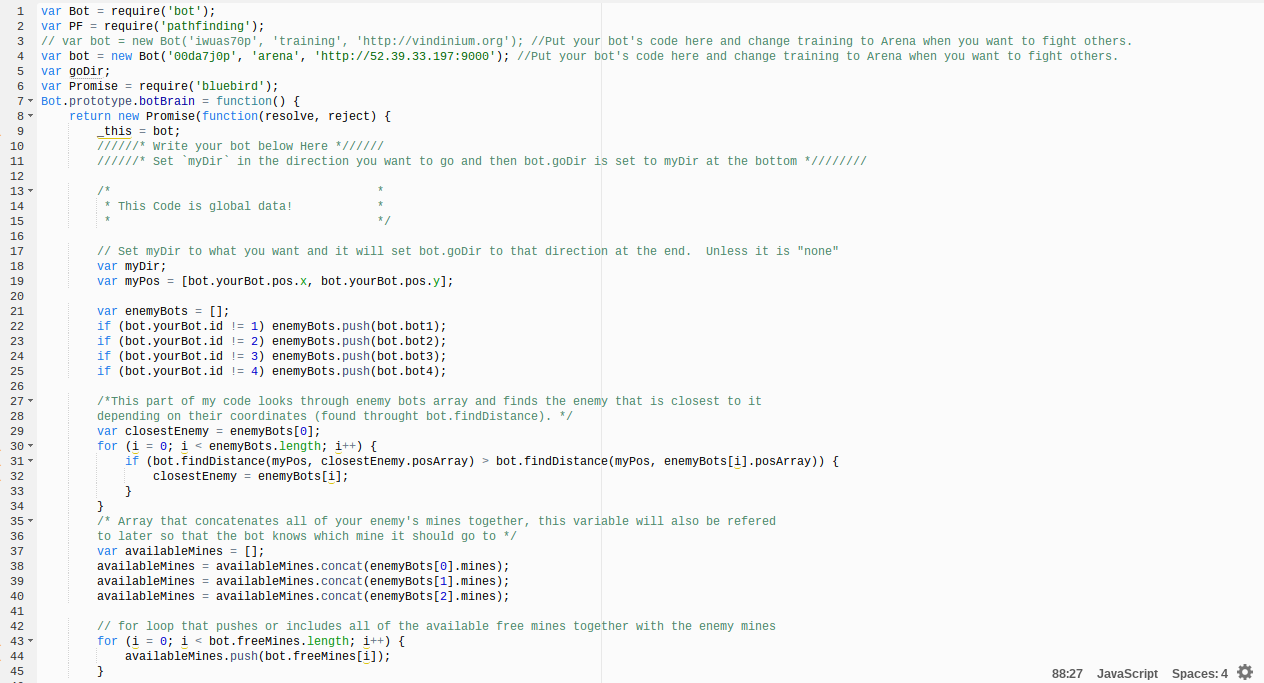 1 var Bot = require('bot');
2 var PF = require('pathfinding');
3 // var bot = new Bot('iwuas70p', 'training', 'http://vindinium.org'); //Put your bot's code here and change training to Arena when you want to fight others.
4 var bot = new Bot('00da7j0p', 'arena', 'http://52.39.33.197:9000'); //Put your bot's code here and change training to Arena when you want to fight others.
5 var goDir;
6 var Promise = require('bluebird');
7 Bot.prototype.botBrain = function() {
8     return new Promise(function(resolve, reject) {
9         _this = bot;
10         //////* Write your bot below Here *//////
11         //////* Set `myDir` in the direction you want to go and then bot.goDir is set to myDir at the bottom *////////
12
13         /*                                      *
14          * This Code is global data!            *
15          *                                      */
16
17         // Set myDir to what you want and it will set bot.goDir to that direction at the end.  Unless it is "none"
18         var myDir;
19         var myPos = [bot.yourBot.pos.x, bot.yourBot.pos.y];
20
21         var enemyBots = [];
22         if (bot.yourBot.id != 1) enemyBots.push(bot.bot1);
23         if (bot.yourBot.id != 2) enemyBots.push(bot.bot2);
24         if (bot.yourBot.id != 3) enemyBots.push(bot.bot3);
25         if (bot.yourBot.id != 4) enemyBots.push(bot.bot4);
26
27         /*This part of my code looks through enemy bots array and finds the enemy that is closest to it
28         depending on their coordinates (found throught bot.findDistance). */
29         var closestEnemy = enemyBots[0];
30         for (i = 0; i < enemyBots.length; i++) {
31             if (bot.findDistance(myPos, closestEnemy.posArray) > bot.findDistance(myPos, enemyBots[i].posArray)) {
32                 closestEnemy = enemyBots[i];
33             }
34         }
35         /* Array that concatenates all of your enemy's mines together, this variable will also be refered
36         to later so that the bot knows which mine it should go to */
37         var availableMines = [];
38         availableMines = availableMines.concat(enemyBots[0].mines);
39         availableMines = availableMines.concat(enemyBots[1].mines);
40         availableMines = availableMines.concat(enemyBots[2].mines);
41
42         // for loop that pushes or includes all of the available free mines together with the enemy mines
43         for (i = 0; i < bot.freeMines.length; i++) {
44             availableMines.push(bot.freeMines[i]);
45         }
88:27 JavaScript Spaces: 4